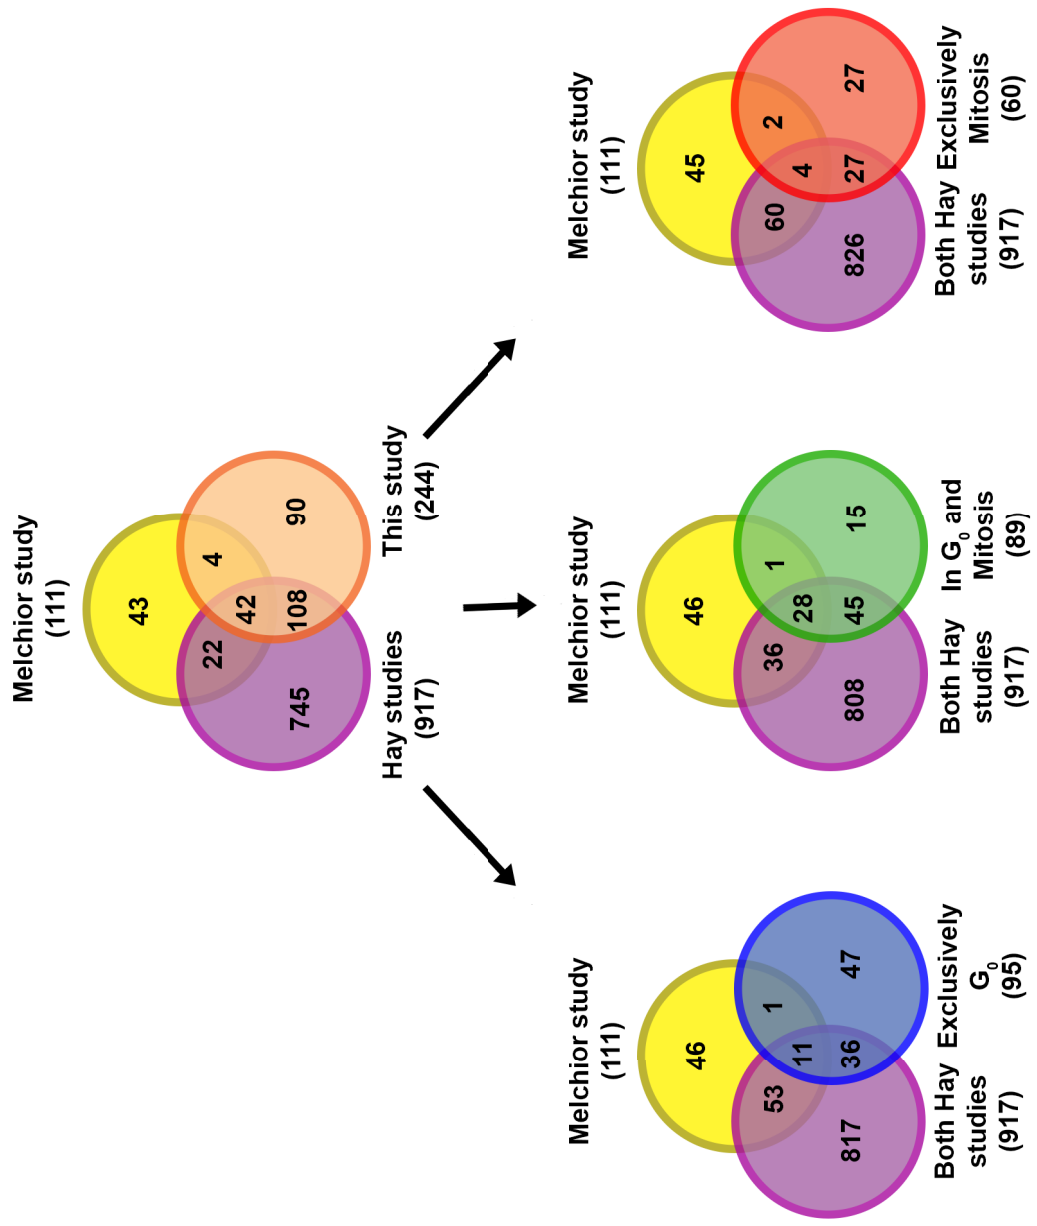 Melchior study
(111)
43
22
4
42
745
108
90
Hay studies
(917)
This study
(244)
Melchior study
(111)
46
53
1
11
817
36
47
Both Hay
studies
(917)
Exclusively
G₀
(95)
Melchior study
(111)
46
36
1
28
808
45
15
Both Hay
studies
(917)
In G₀ and
Mitosis
(89)
Melchior study
(111)
45
60
2
4
826
27
27
Both Hay
studies
(917)
Exclusively
Mitosis
(60)